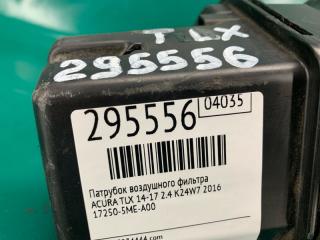 TLX
295556
295556
04035
Патрубок воздушного фильтра
ACURA TLX 14-17 2.4 K24W7 2016
17250-5ME-A00